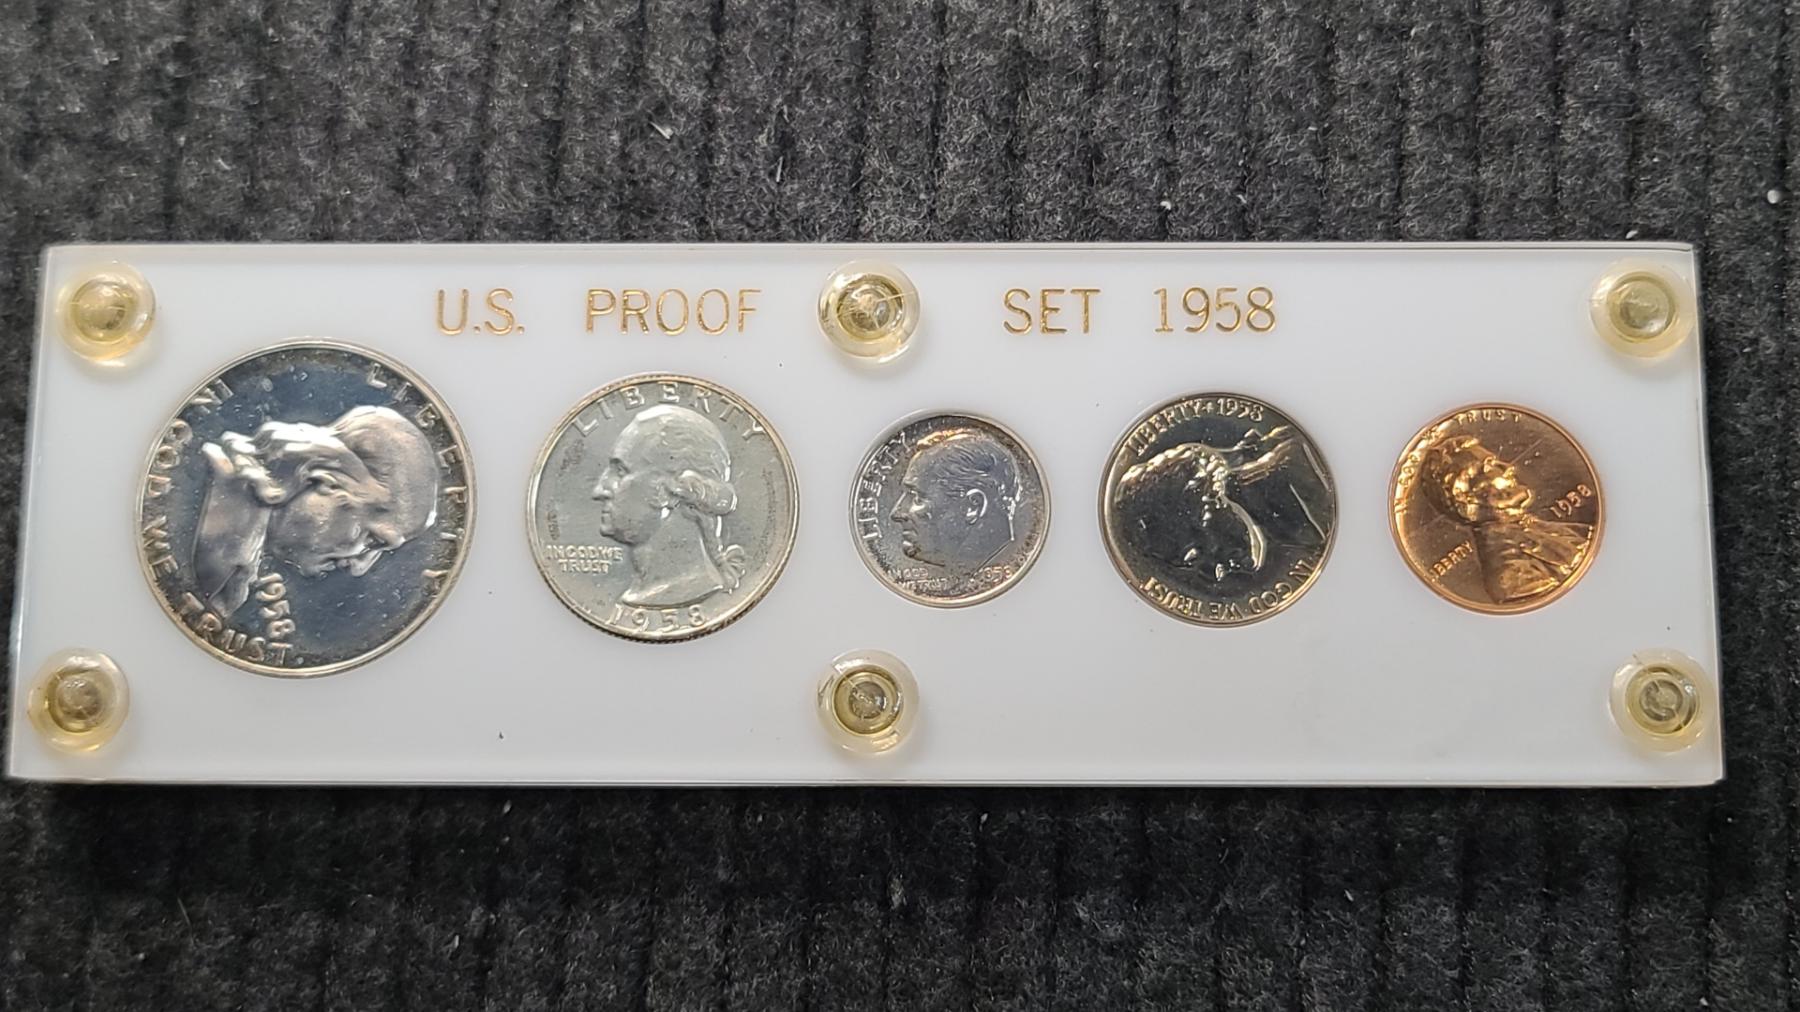 U.S. PROOF SET 1958
LIBERTY
IN GOD WE TRUST
1958
LIBERTY
IN GOD WE
TRUST
1958
LIBERTY
IN GOD
WE TRUST 1958
LIBERTY 1958
IN GOD WE TRUST
IN GOD WE TRUST
LIBERTY
1958